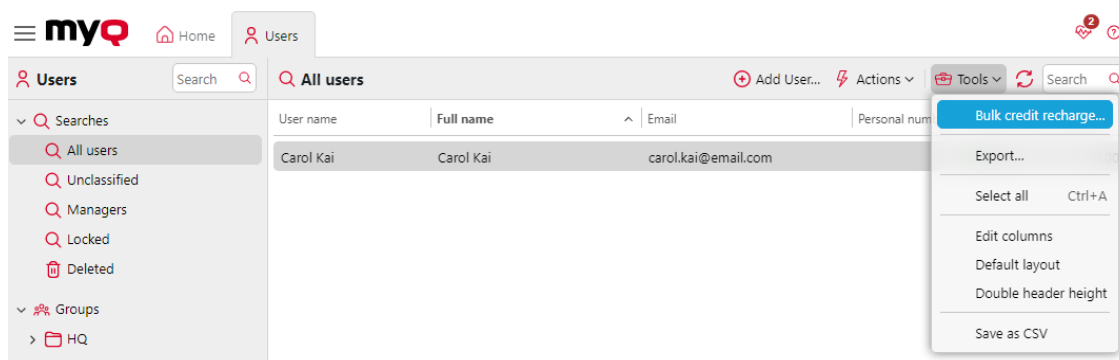 myQ
Home
Users
2
Users
Search
All users
Add User...
Actions
Tools
Search
Searches
All users
Unclassified
Managers
Locked
Deleted
Groups
HQ
User name
Full name
Email
Personal num
Carol Kai
Carol Kai
carol.kai@email.com
Bulk credit recharge...
Export...
Select all
Ctrl+A
Edit columns
Default layout
Double header height
Save as CSV